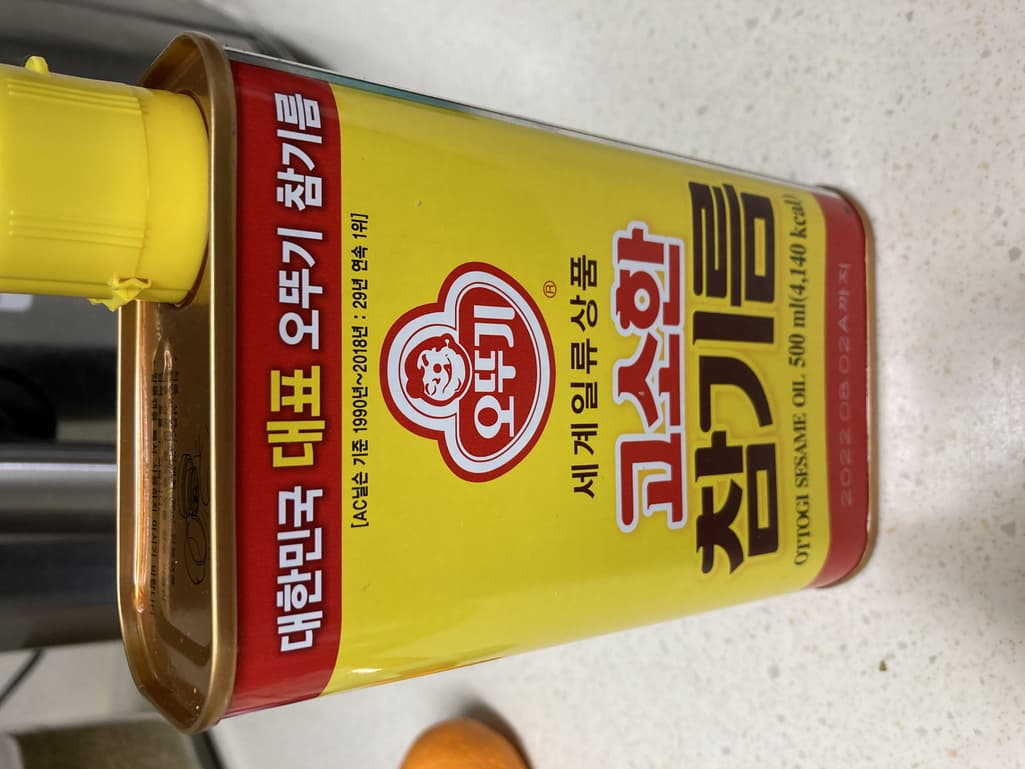 대한민국 대표 오뚜기 참기름
[AC닐슨 기준 1990년~2018년 : 29년 연속 1위]
오뚜기
®
세계일류상품
고소한
참기름
OTTOGI SESAME OIL 500 ml(4,140 kcal)
2022.08.02A까지